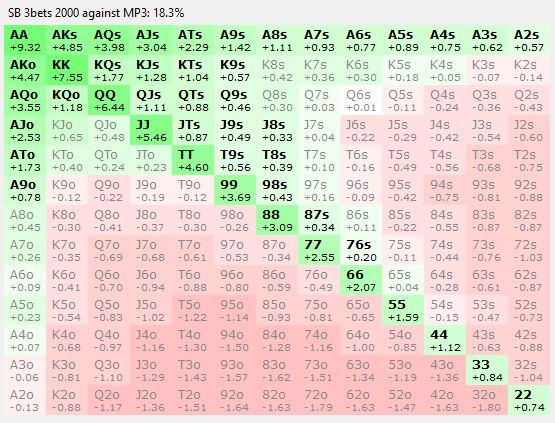 SB 3bets 2000 against MP3: 18.3%
AA AKs AQs AJs ATs A9s A8s A7s A6s A5s A4s A3s A2s
+9.32 +4.85 +3.98 +3.04 +2.29 +1.42 +1.11 +0.93 +0.77 +0.89 +0.75 +0.62 +0.57
AKo KK KQs KJs KTs K9s K8s K7s K6s K5s K4s K3s K2s
+4.47 +7.55 +1.77 +1.28 +1.04 +0.57 +0.42 +0.36 +0.30 +0.18 +0.05 -0.07 -0.14
AQo KQo QQ QJs QTs Q9s Q8s Q7s Q6s Q5s Q4s Q3s Q2s
+3.55 +1.18 +6.44 +1.11 +0.88 +0.46 +0.30 -0.03 +0.01 -0.11 -0.24 -0.36 -0.43
AJo KJo QJo JJ JTs J9s J8s J7s J6s J5s J4s J3s J2s
+2.53 +0.65 +0.48 +5.46 +0.87 +0.49 +0.33 +0.04 -0.22 -0.29 -0.42 -0.54 -0.60
ATo KTo QTo JTo TT T9s T8s T7s T6s T5s T4s T3s T2s
+1.73 +0.40 +0.24 +0.23 +4.60 +0.56 +0.39 +0.10 -0.16 -0.49 -0.56 -0.68 -0.75
A9o K9o Q9o J9o T9o 99 98s 97s 96s 95s 94s 93s 92s
+0.78 -0.12 -0.22 -0.19 -0.12 +3.69 +0.43 +0.16 -0.09 -0.42 -0.75 -0.81 -0.88
A8o K8o Q8o J8o T8o 98o 88 87s 86s 85s 84s 83s 82s
+0.45 -0.30 -0.41 -0.37 -0.30 -0.26 +3.09 +0.34 +0.11 -0.22 -0.55 -0.87 -0.87
A7o K7o Q7o J7o T7o 97o 87o 77 76s 75s 74s 73s 72s
+0.26 -0.35 -0.69 -0.68 -0.61 -0.53 -0.34 +2.55 +0.20 -0.11 -0.44 -0.76 -1.03
A6o K6o Q6o J6o T6o 96o 86o 76o 66 65s 64s 63s 62s
+0.09 -0.41 -0.70 -0.94 -0.88 -0.80 -0.59 -0.49 +2.07 +0.04 -0.28 -0.61 -0.87
A5o K5o Q5o J5o T5o 95o 85o 75o 65o 55 54s 53s 52s
+0.23 -0.54 -0.83 -1.02 -1.22 -1.14 -0.93 -0.81 -0.65 +1.59 -0.15 -0.47 -0.73
A4o K4o Q4o J4o T4o 94o 84o 74o 64o 54o 44 43s 42s
+0.07 -0.68 -0.97 -1.16 -1.30 -1.50 -1.28 -1.16 -1.00 -0.85 +1.12 -0.63 -0.88
A3o K3o Q3o J3o T3o 93o 83o 73o 63o 53o 43o 33 32s
-0.06 -0.81 -1.10 -1.29 -1.43 -1.57 -1.62 -1.51 -1.34 -1.19 -1.36 +0.84 -1.04
A2o K2o Q2o J2o T2o 92o 82o 72o 62o 52o 42o 32o 22
-0.13 -0.88 -1.17 -1.36 -1.51 -1.64 -1.63 -1.79 -1.63 -1.47 -1.63 -1.80 +0.74